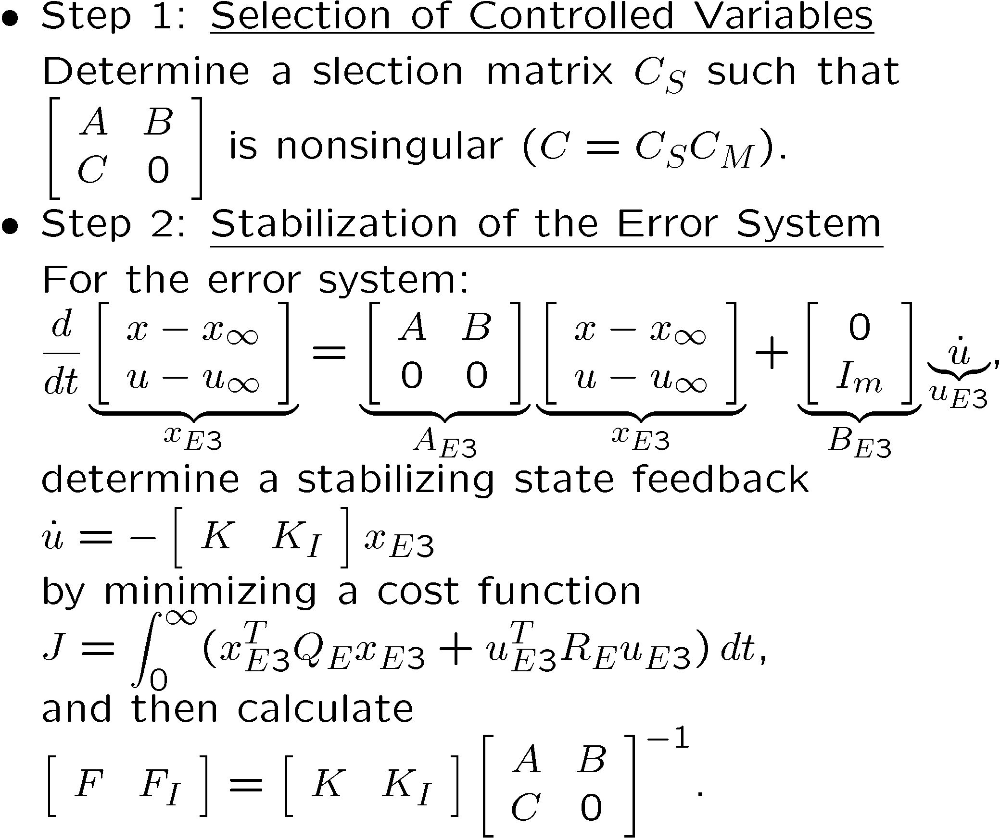 • Step 1: Selection of Controlled Variables
Determine a slection matrix $C_S$ such that
$\begin{bmatrix} A & B \\ C & 0 \end{bmatrix}$ is nonsingular $(C = C_S C_M)$.
• Step 2: Stabilization of the Error System
For the error system:
$\frac{d}{dt} \underbrace{\begin{bmatrix} x - x_\infty \\ u - u_\infty \end{bmatrix}}_{x_{E3}} = \underbrace{\begin{bmatrix} A & B \\ 0 & 0 \end{bmatrix}}_{A_{E3}} \underbrace{\begin{bmatrix} x - x_\infty \\ u - u_\infty \end{bmatrix}}_{x_{E3}} + \underbrace{\begin{bmatrix} 0 \\ I_m \end{bmatrix}}_{B_{E3}} \underbrace{\dot{u}}_{u_{E3}},$
determine a stabilizing state feedback
$\dot{u} = - \begin{bmatrix} K & K_I \end{bmatrix} x_{E3}$
by minimizing a cost function
$J = \int_0^\infty (x_{E3}^T Q_E x_{E3} + u_{E3}^T R_E u_{E3}) \, dt,$
and then calculate
$\begin{bmatrix} F & F_I \end{bmatrix} = \begin{bmatrix} K & K_I \end{bmatrix} \begin{bmatrix} A & B \\ C & 0 \end{bmatrix}^{-1}.$